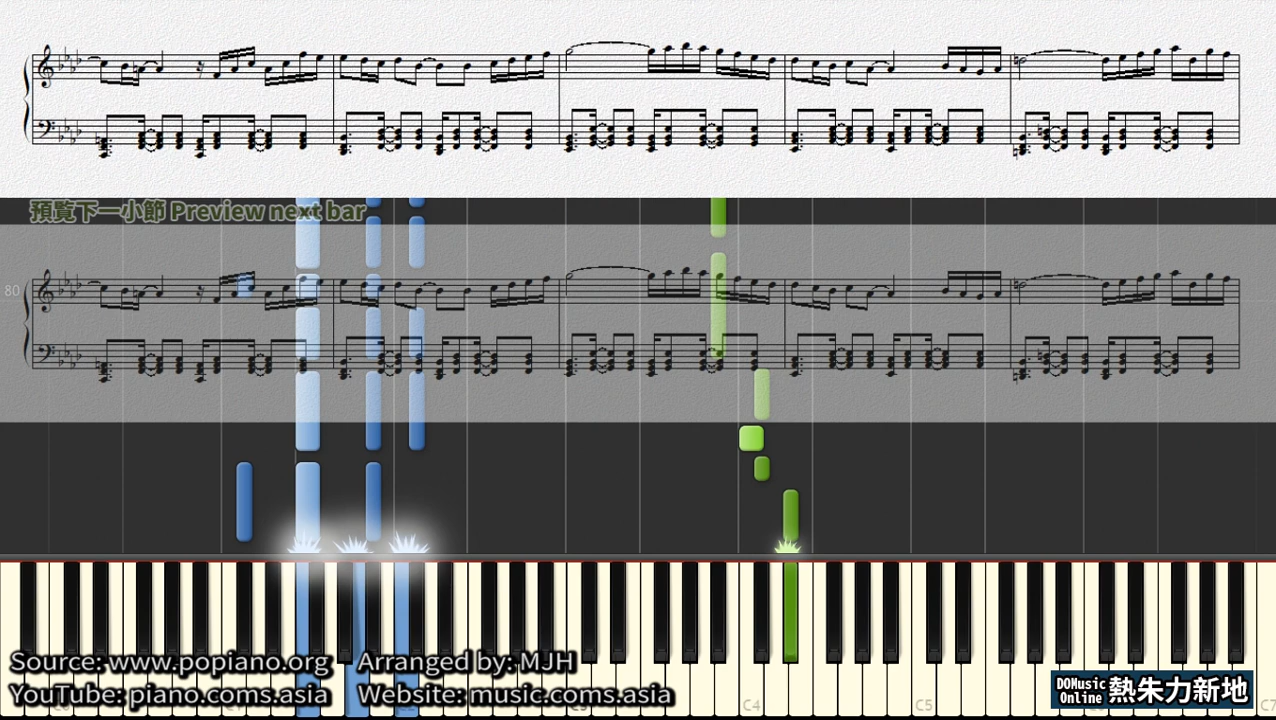 預覧下一小節 Preview next bar
80
Source: www.popiano.org Arranged by: MJH
YouTube: piano.coms.asia Website: music.coms.asia
DOMusic Online 熱朱力新地
C4
C5
C7